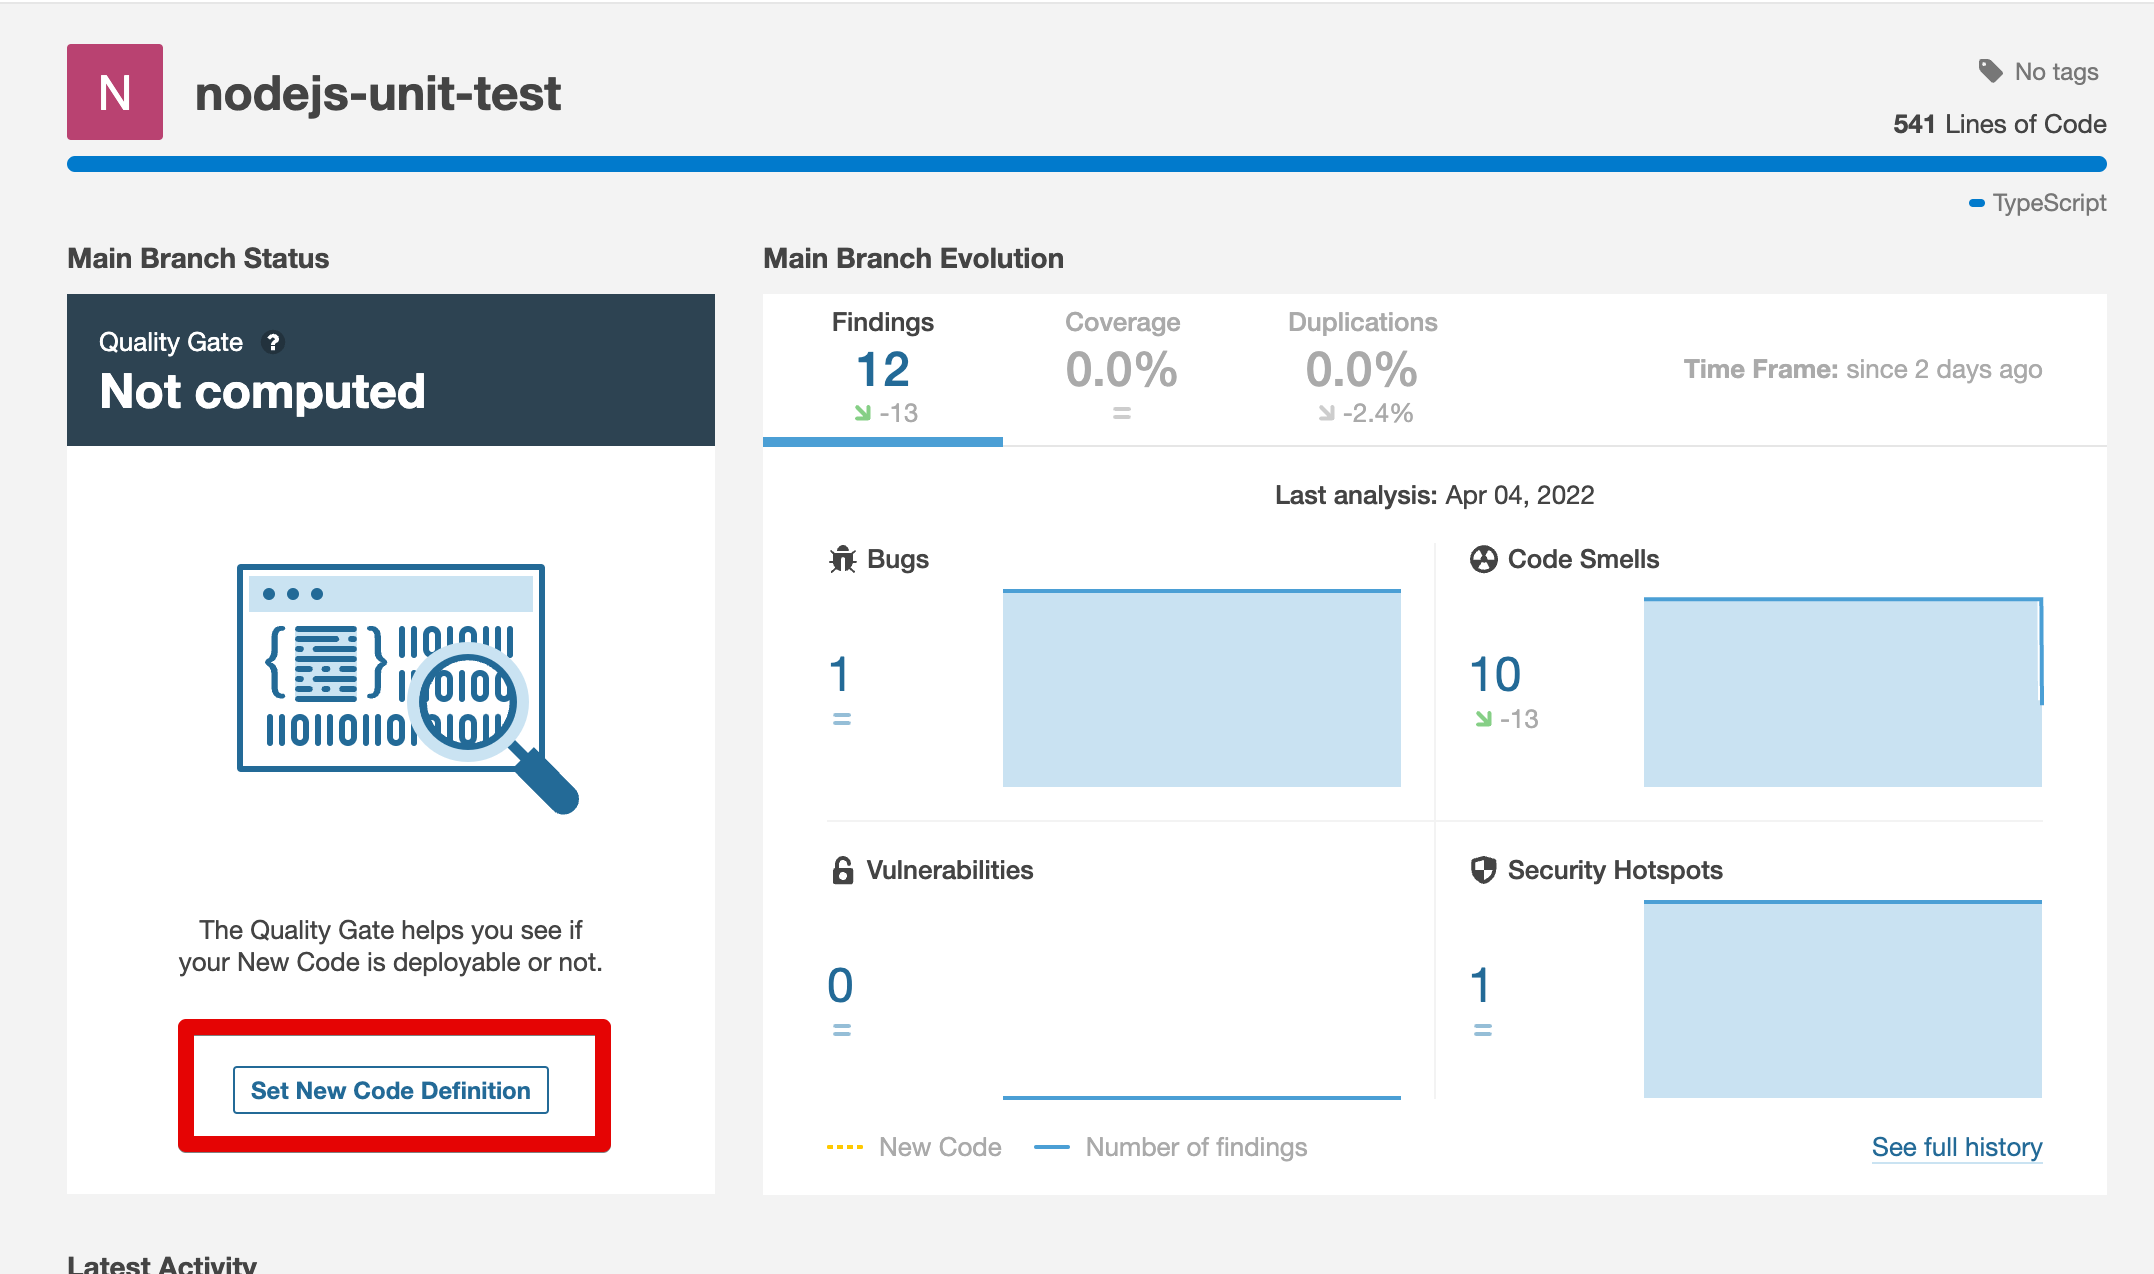 N
nodejs-unit-test
No tags
541 Lines of Code
TypeScript
Main Branch Status
Quality Gate ?
Not computed
The Quality Gate helps you see if
your New Code is deployable or not.
Set New Code Definition
Main Branch Evolution
Findings
12
-13
Coverage
0.0%
=
Duplications
0.0%
-2.4%
Time Frame: since 2 days ago
Last analysis: Apr 04, 2022
Bugs
1
=
Code Smells
10
-13
Vulnerabilities
0
=
Security Hotspots
1
=
New Code
Number of findings
See full history
Latest Activity